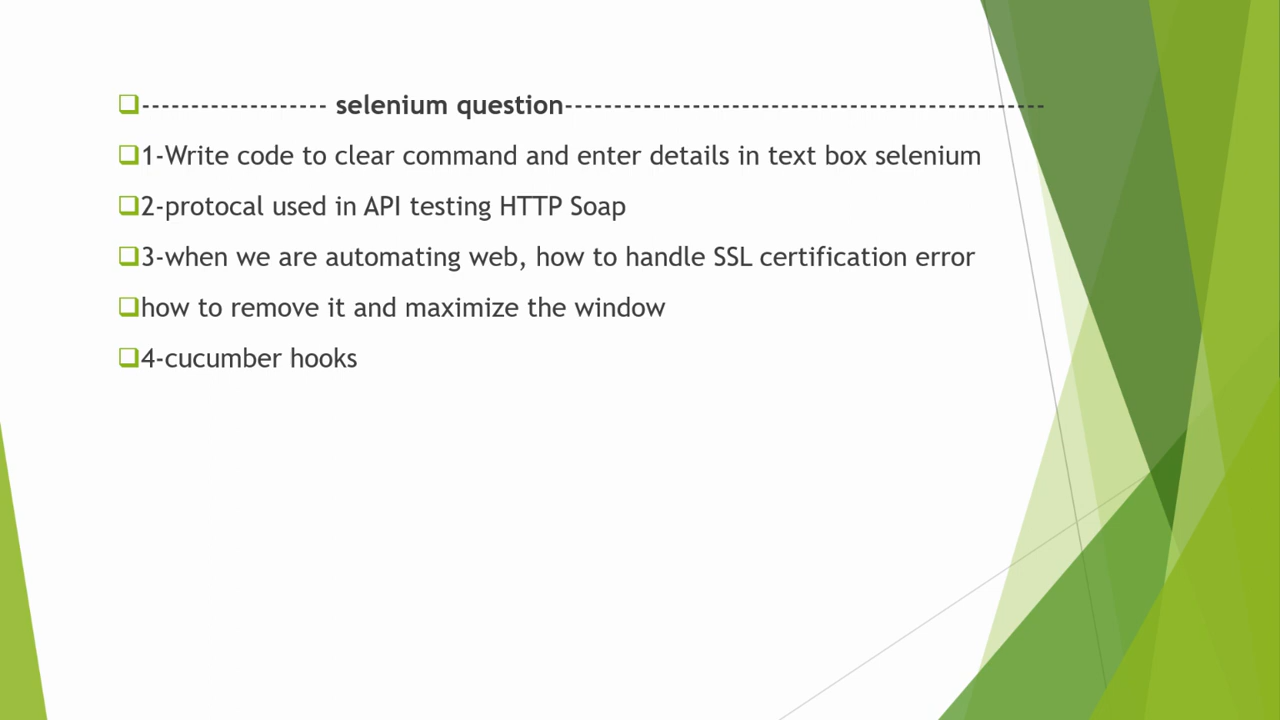 ------------------- selenium question-------------------------------------------------
1-Write code to clear command and enter details in text box selenium
2-protocal used in API testing HTTP Soap
3-when we are automating web, how to handle SSL certification error
how to remove it and maximize the window
4-cucumber hooks